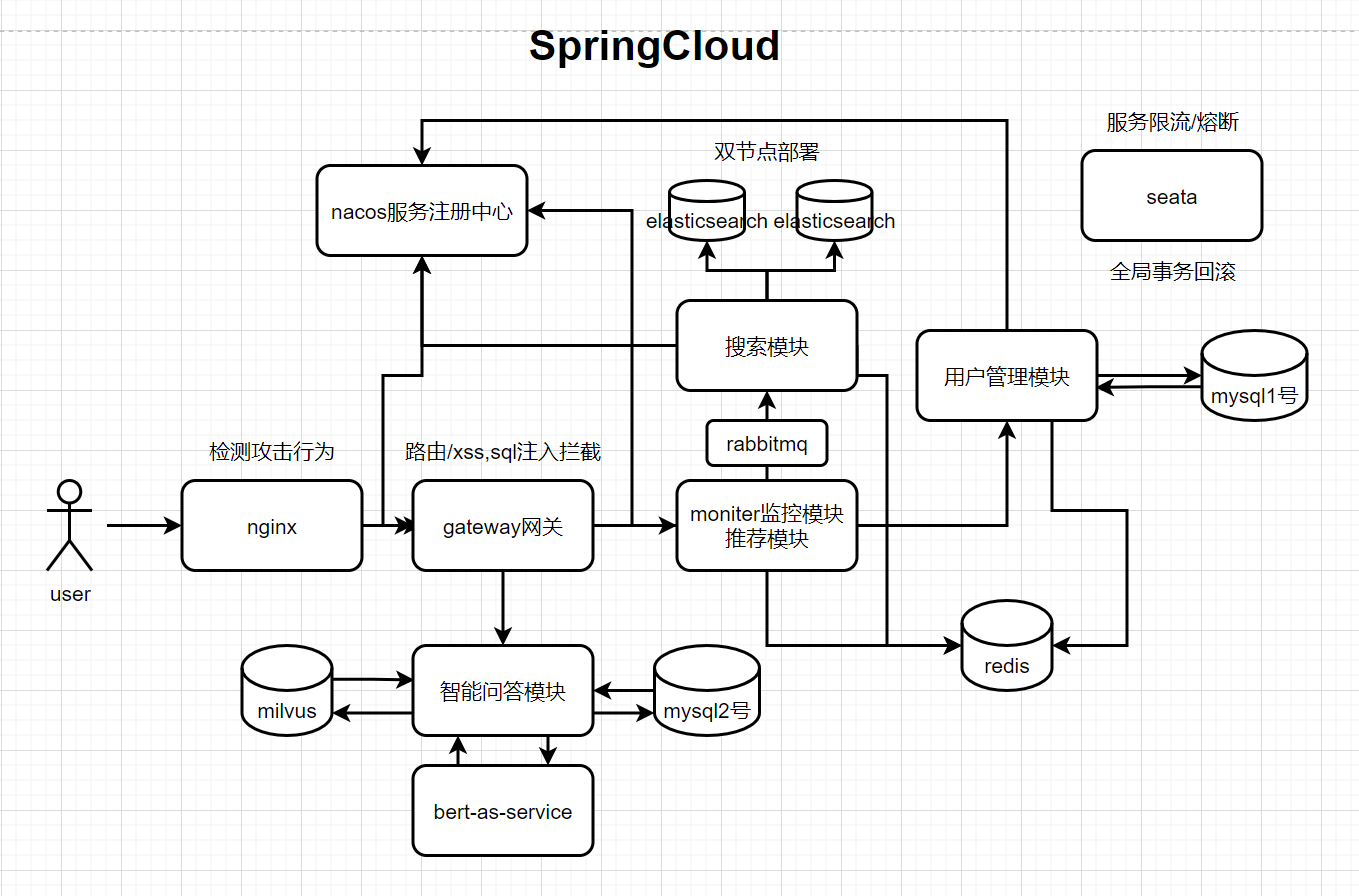 SpringCloud
服务限流/熔断
双节点部署
nacos服务注册中心
elasticsearch
elasticsearch
seata
全局事务回滚
搜索模块
用户管理模块
mysql1号
rabbitmq
检测攻击行为
路由/xss,sql注入拦截
user
nginx
gateway网关
moniter监控模块
推荐模块
redis
milvus
智能问答模块
mysql2号
bert-as-service